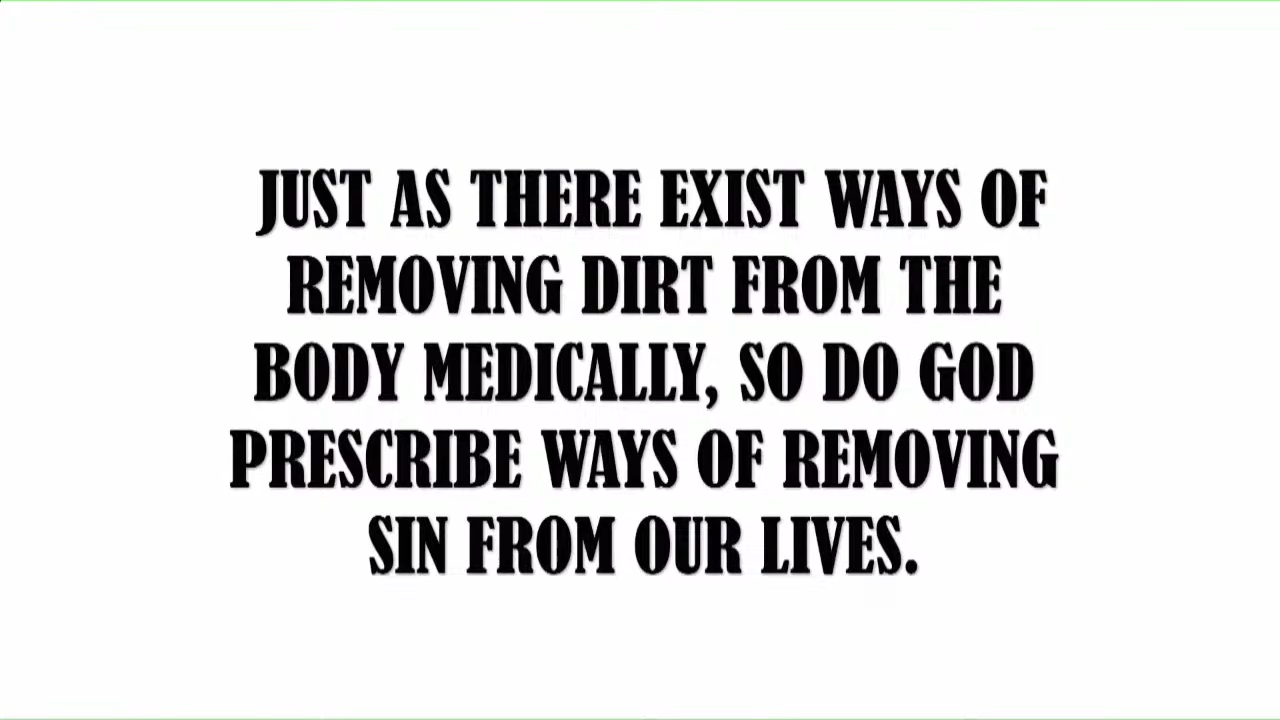 JUST AS THERE EXIST WAYS OF
REMOVING DIRT FROM THE
BODY MEDICALLY, SO DO GOD
PRESCRIBE WAYS OF REMOVING
SIN FROM OUR LIVES.